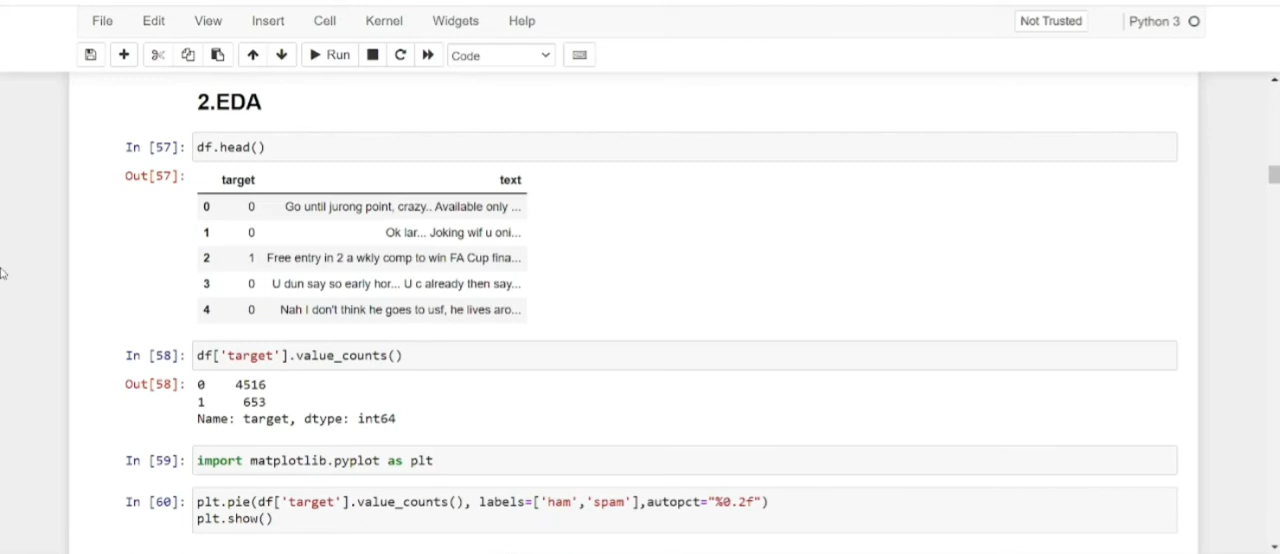 File Edit View Insert Cell Kernel Widgets Help Not Trusted Python 3
Run Code
2.EDA
In [57]: df.head()
Out[57]: target text
0 0 Go until jurong point, crazy.. Available only ...
1 0 Ok lar... Joking wif u oni...
2 1 Free entry in 2 a wkly comp to win FA Cup fina...
3 0 U dun say so early hor... U c already then say...
4 0 Nah I don't think he goes to usf, he lives aro...
In [58]: df['target'].value_counts()
Out[58]: 0 4516
1 653
Name: target, dtype: int64
In [59]: import matplotlib.pyplot as plt
In [60]: plt.pie(df['target'].value_counts(), labels=['ham','spam'],autopct="%0.2f")
plt.show()